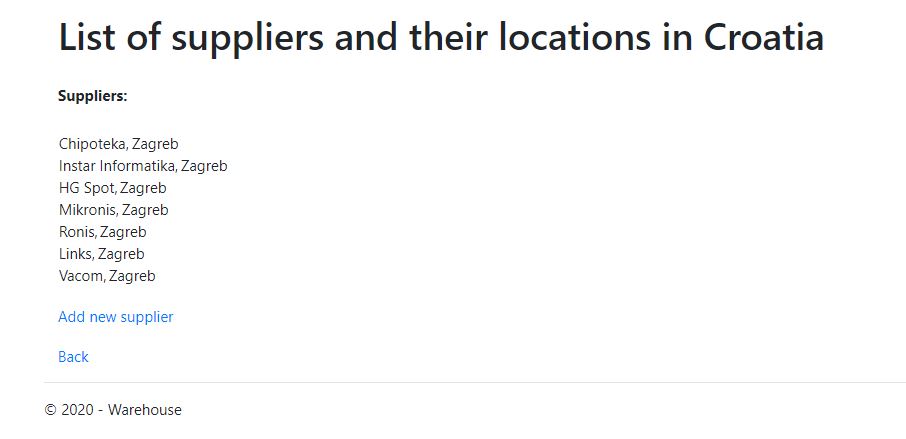 List of suppliers and their locations in Croatia
Suppliers:
Chipoteka, Zagreb
Instar Informatika, Zagreb
HG Spot, Zagreb
Mikronis, Zagreb
Ronis, Zagreb
Links, Zagreb
Vacom, Zagreb
Add new supplier
Back
© 2020 - Warehouse